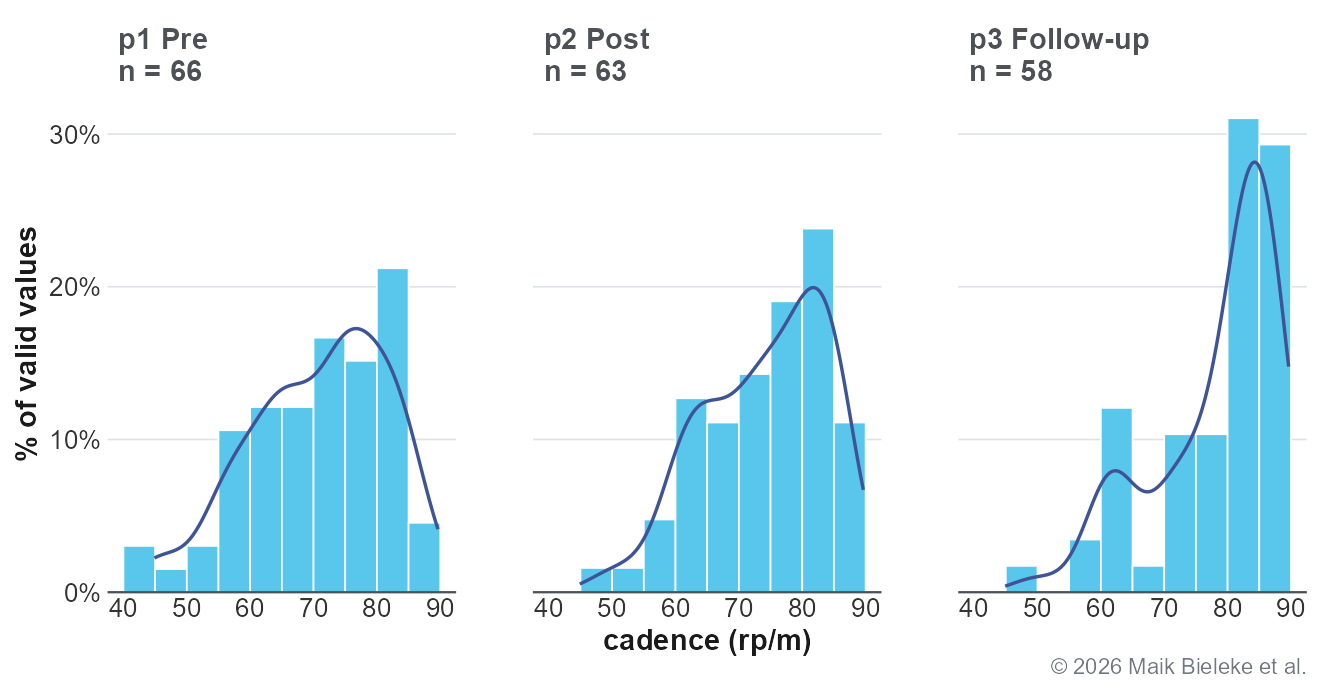 p1 Pre
n = 66
p2 Post
n = 63
p3 Follow-up
n = 58
% of valid values
30%
20%
10%
0%
40 50 60 70 80 90
40 50 60 70 80 90
40 50 60 70 80 90
cadence (rp/m)
© 2026 Maik Bieleke et al.